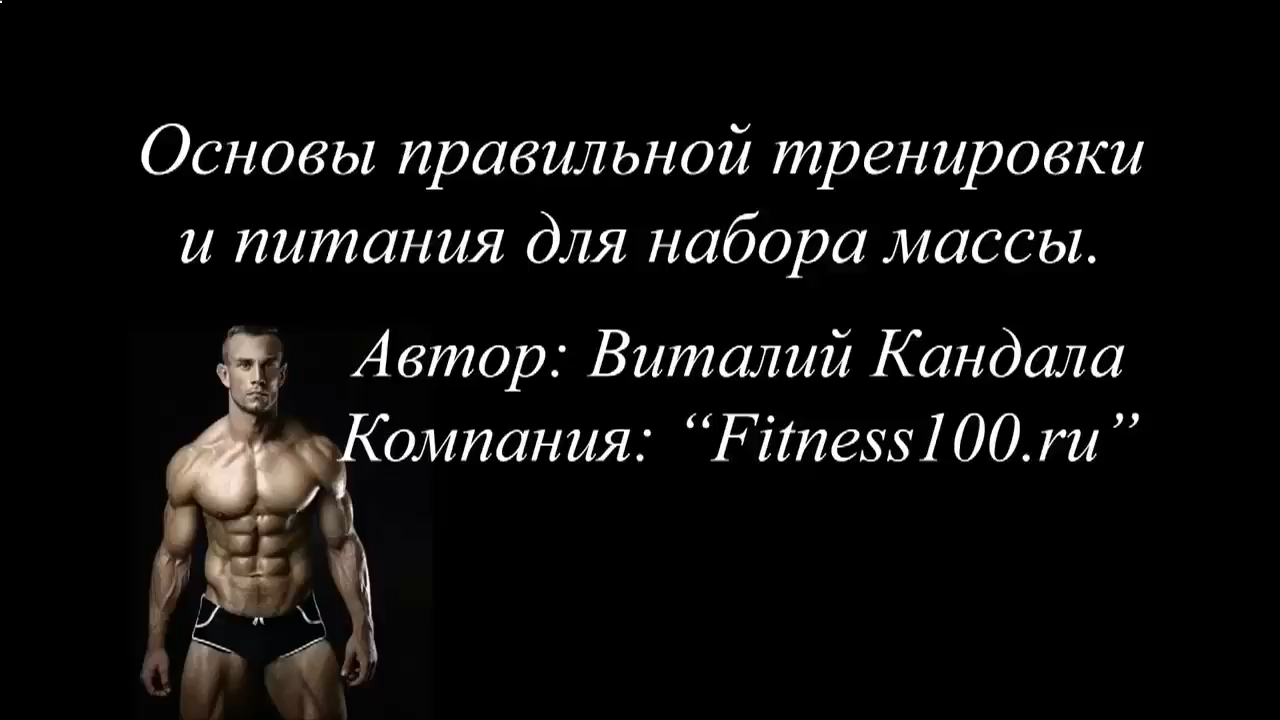 Основы правильной тренировки
и питания для набора массы.
Автор: Виталий Кандала
Компания: “Fitness100.ru”